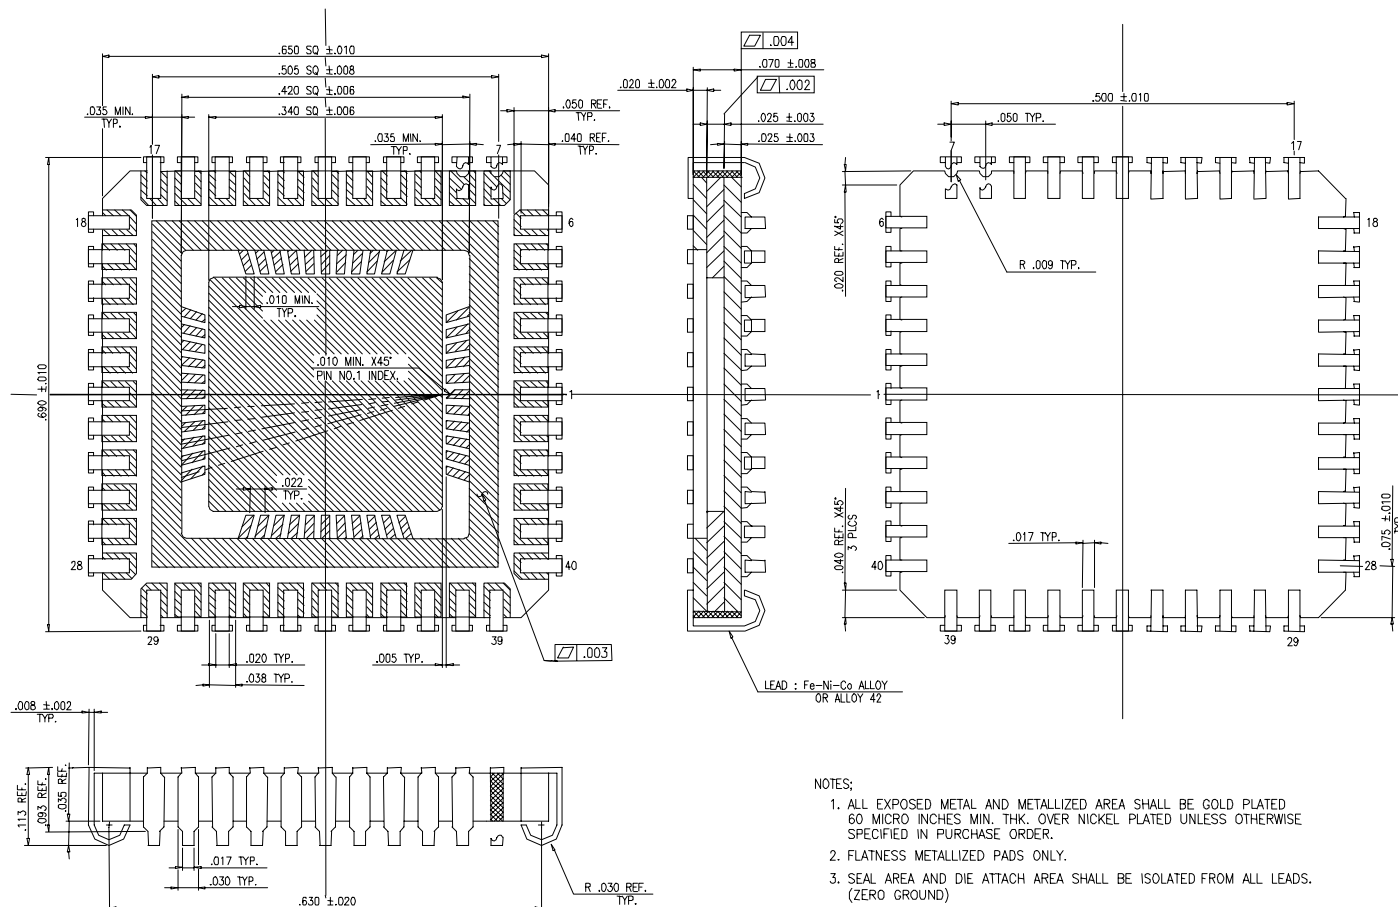 .650 SQ ±.010
.505 SQ ±.008
.420 SQ ±.006
.340 SQ ±.006
.035 MIN.
TYP.
.035 MIN.
TYP.
.050 REF.
TYP.
.040 REF.
TYP.
17
7
18
6
.010 MIN.
TYP.
.010 MIN. X45°
PIN NO.1 INDEX.
1
.690 ±.010
.022
TYP.
28
40
29
39
.020 TYP.
.038 TYP.
.005 TYP.
.003
.004
.070 ±.008
.020 ±.002
.002
.025 ±.003
.025 ±.003
LEAD : Fe-Ni-Co ALLOY
OR ALLOY 42
.500 ±.010
.050 TYP.
7
17
6
18
.020 REF. X45°
R .009 TYP.
1
.040 REF. X45°
3 PLCS
.017 TYP.
.075 ±.010
TYP.
40
28
39
29
.008 ±.002
TYP.
.113 REF.
.093 REF.
.035 REF.
.017 TYP.
.030 TYP.
.630 ±.020
R .030 REF.
TYP.
NOTES;
1. ALL EXPOSED METAL AND METALLIZED AREA SHALL BE GOLD PLATED
60 MICRO INCHES MIN. THK. OVER NICKEL PLATED UNLESS OTHERWISE
SPECIFIED IN PURCHASE ORDER.
2. FLATNESS METALLIZED PADS ONLY.
3. SEAL AREA AND DIE ATTACH AREA SHALL BE ISOLATED FROM ALL LEADS.
(ZERO GROUND)